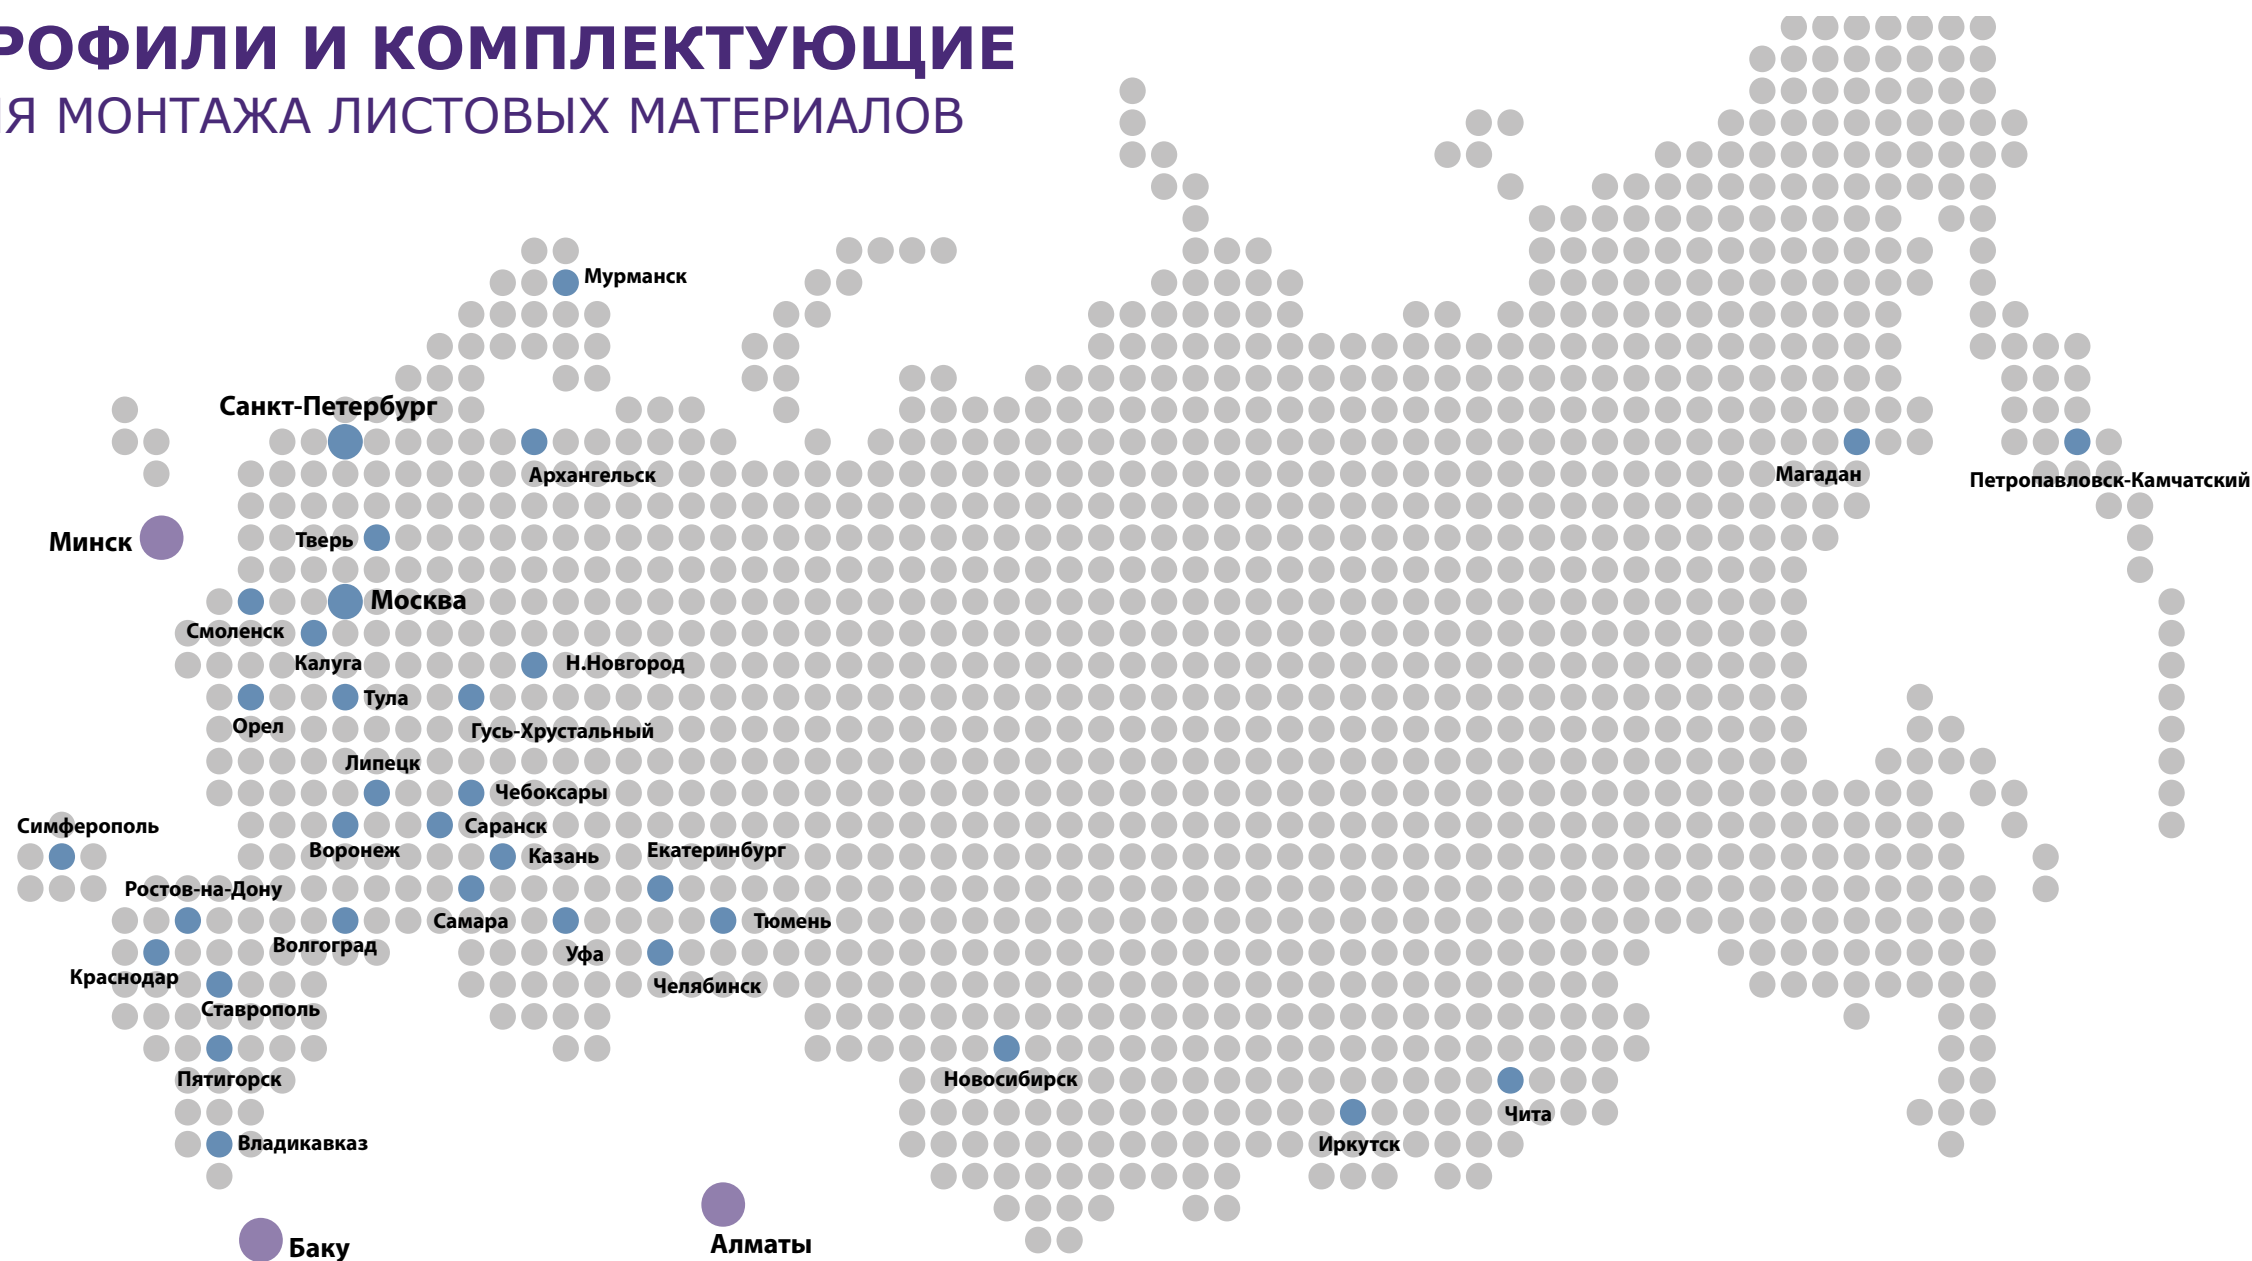 РОФИЛИ И КОМПЛЕКТУЮЩИЕ
ІЯ МОНТАЖА ЛИСТОВЫХ МАТЕРИАЛОВ
Мурманск
Санкт-Петербург
Архангельск
Магадан
Петропавловск-Камчатский
Минск
Тверь
Москва
Смоленск
Калуга
Н.Новгород
Тула
Орел
Гусь-Хрустальный
Липецк
Чебоксары
Симферополь
Саранск
Воронеж
Казань
Екатеринбург
Ростов-на-Дону
Самара
Тюмень
Волгоград
Уфа
Краснодар
Челябинск
Ставрополь
Пятигорск
Новосибирск
Чита
Владикавказ
Иркутск
Баку
Алматы